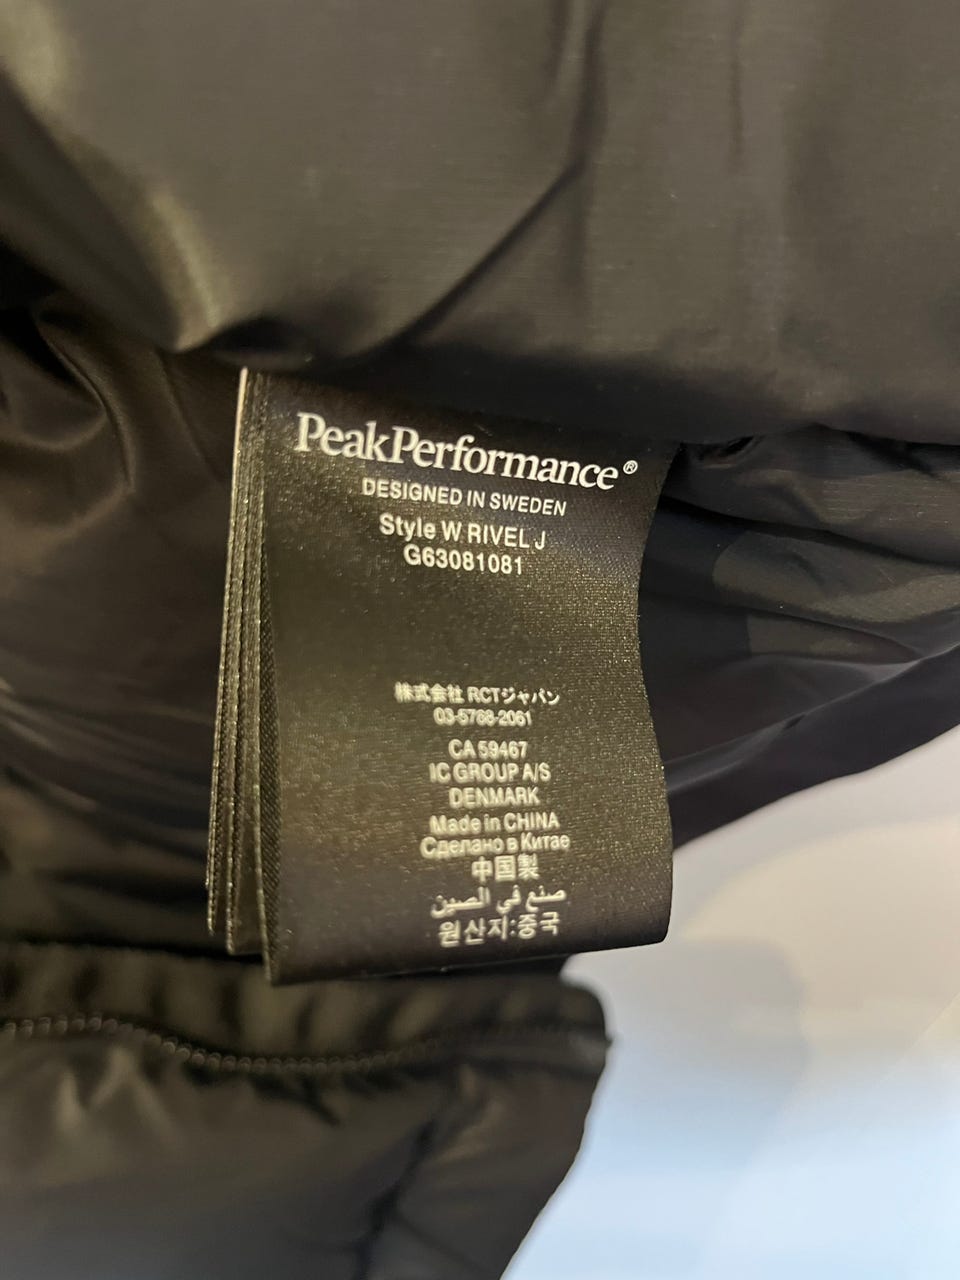 PeakPerformance®
DESIGNED IN SWEDEN
Style W RIVEL J
G63081081
株式会社 RCTジャパン
03-5768-2061
CA 59467
IC GROUP A/S
DENMARK
Made in CHINA
Сделано в Китае
中国製
صنع في الصين
원산지:중국